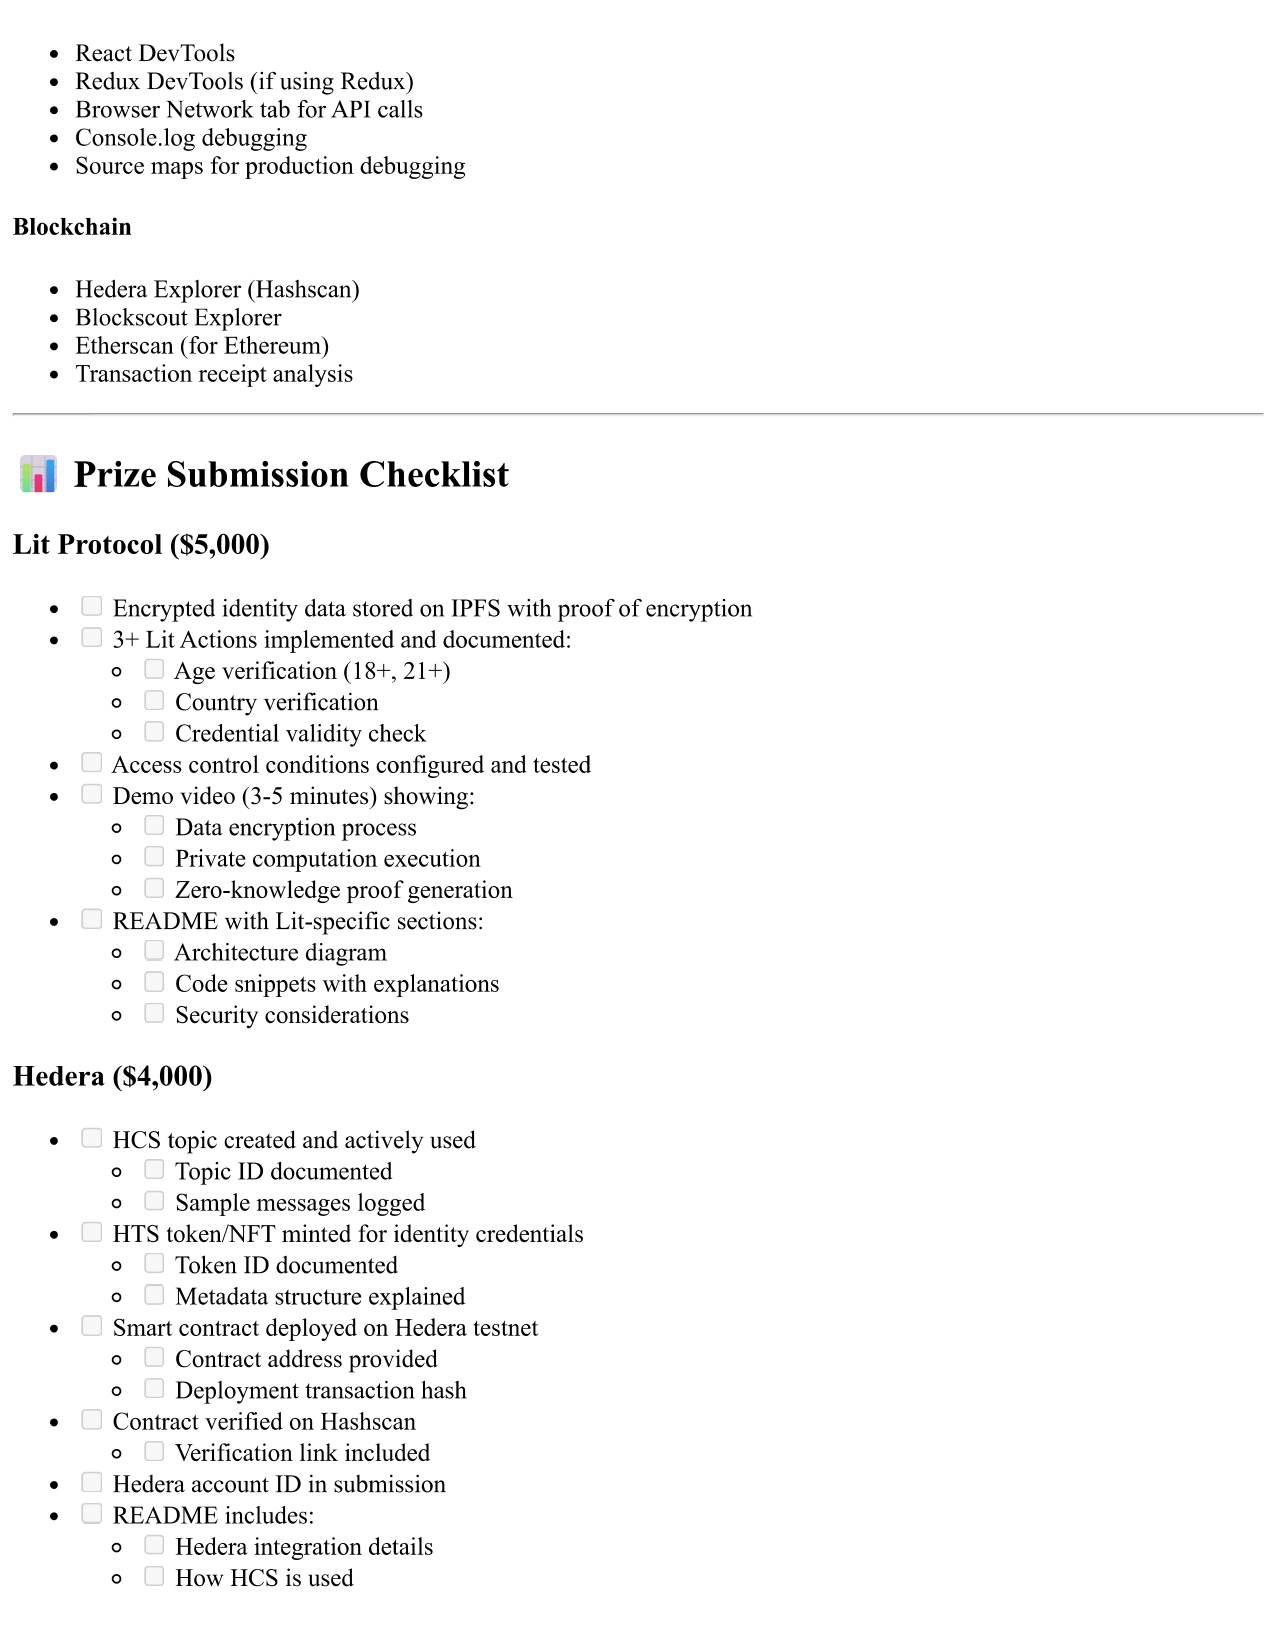 React DevTools
Redux DevTools (if using Redux)
Browser Network tab for API calls
Console.log debugging
Source maps for production debugging
Blockchain
Hedera Explorer (Hashscan)
Blockscout Explorer
Etherscan (for Ethereum)
Transaction receipt analysis
Prize Submission Checklist
Lit Protocol ($5,000)
Encrypted identity data stored on IPFS with proof of encryption
3+ Lit Actions implemented and documented:
Age verification (18+, 21+)
Country verification
Credential validity check
Access control conditions configured and tested
Demo video (3-5 minutes) showing:
Data encryption process
Private computation execution
Zero-knowledge proof generation
README with Lit-specific sections:
Architecture diagram
Code snippets with explanations
Security considerations
Hedera ($4,000)
HCS topic created and actively used
Topic ID documented
Sample messages logged
HTS token/NFT minted for identity credentials
Token ID documented
Metadata structure explained
Smart contract deployed on Hedera testnet
Contract address provided
Deployment transaction hash
Contract verified on Hashscan
Verification link included
Hedera account ID in submission
README includes:
Hedera integration details
How HCS is used